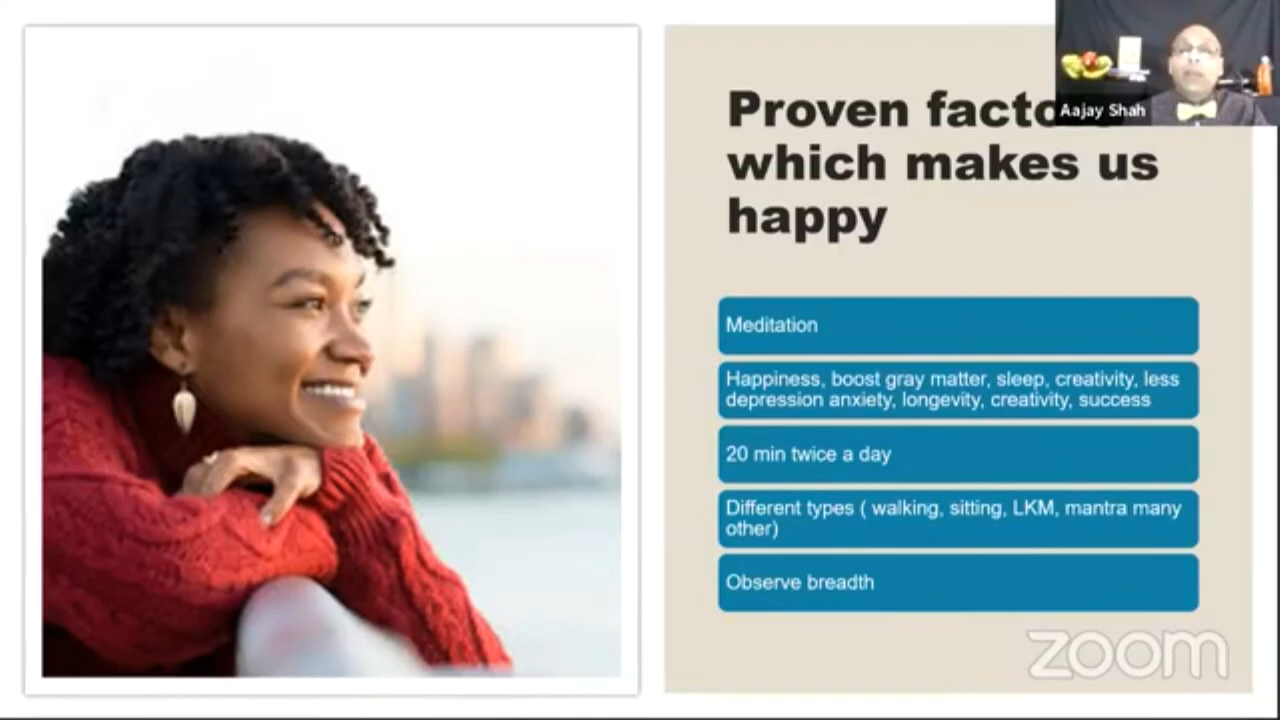 Proven facto
which makes us
happy
Aajay Shah
Meditation
Happiness, boost gray matter, sleep, creativity, less
depression anxiety, longevity, creativity, success
20 min twice a day
Different types ( walking, sitting, LKM, mantra many
other)
Observe breadth
zoom